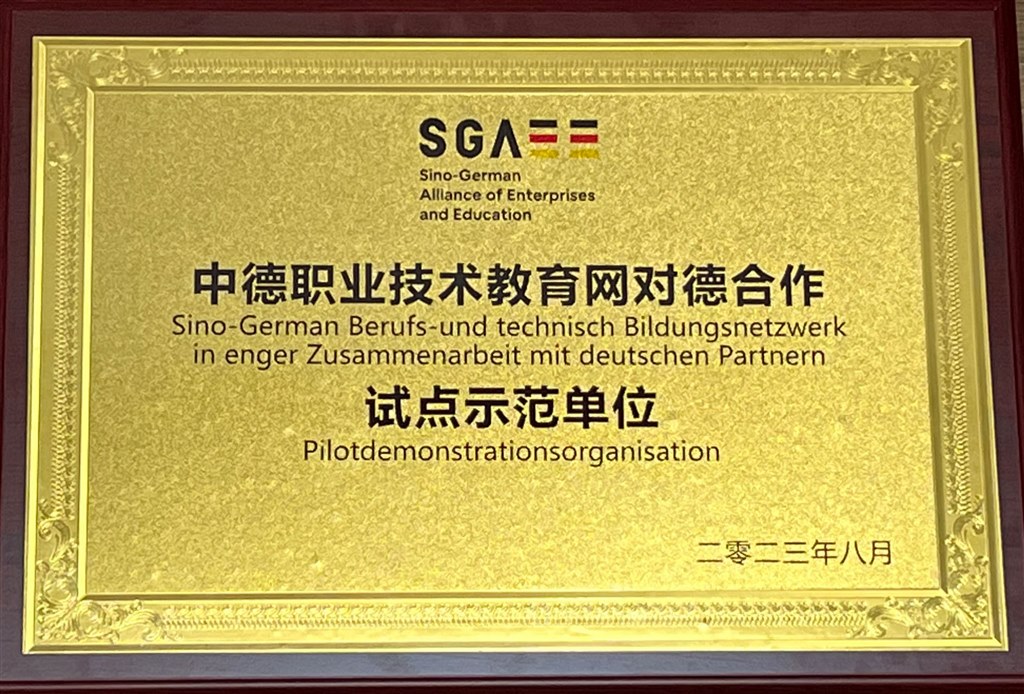 SGAEE
Sino-German
Alliance of Enterprises
and Education
中德职业技术教育网对德合作
Sino-German Berufs-und technisch Bildungsnetzwerk
in enger Zusammenarbeit mit deutschen Partnern
试点示范单位
Pilotdemonstrationsorganisation
二零二三年八月